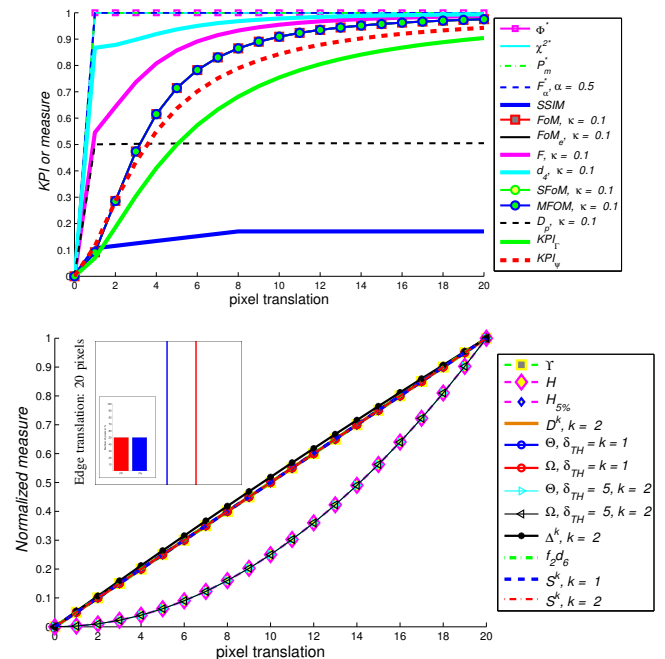 KPI or measure
1
0.9
0.8
0.7
0.6
0.5
0.4
0.3
0.2
0.1
0
0 2 4 6 8 10 12 14 16 18 20
pixel translation
Φ*
χ²*
P*m
F*α, α = 0.5
SSIM
FoM, κ = 0.1
FoMe, κ = 0.1
F, κ = 0.1
d4, κ = 0.1
SFoM, κ = 0.1
MFOM, κ = 0.1
Dp, κ = 0.1
KPIΓ
KPIψ
Normalized measure
1
0.9
0.8
0.7
0.6
0.5
0.4
0.3
0.2
0.1
0
0 2 4 6 8 10 12 14 16 18 20
pixel translation
Edge translation: 20 pixels
ϒ
H
H5%
Dk, k = 2
Θ, δTH = k = 1
Ω, δTH = k = 1
Θ, δTH = 5, k = 2
Ω, δTH = 5, k = 2
Δk, k = 2
f2d6
Sk, k = 1
Sk, k = 2